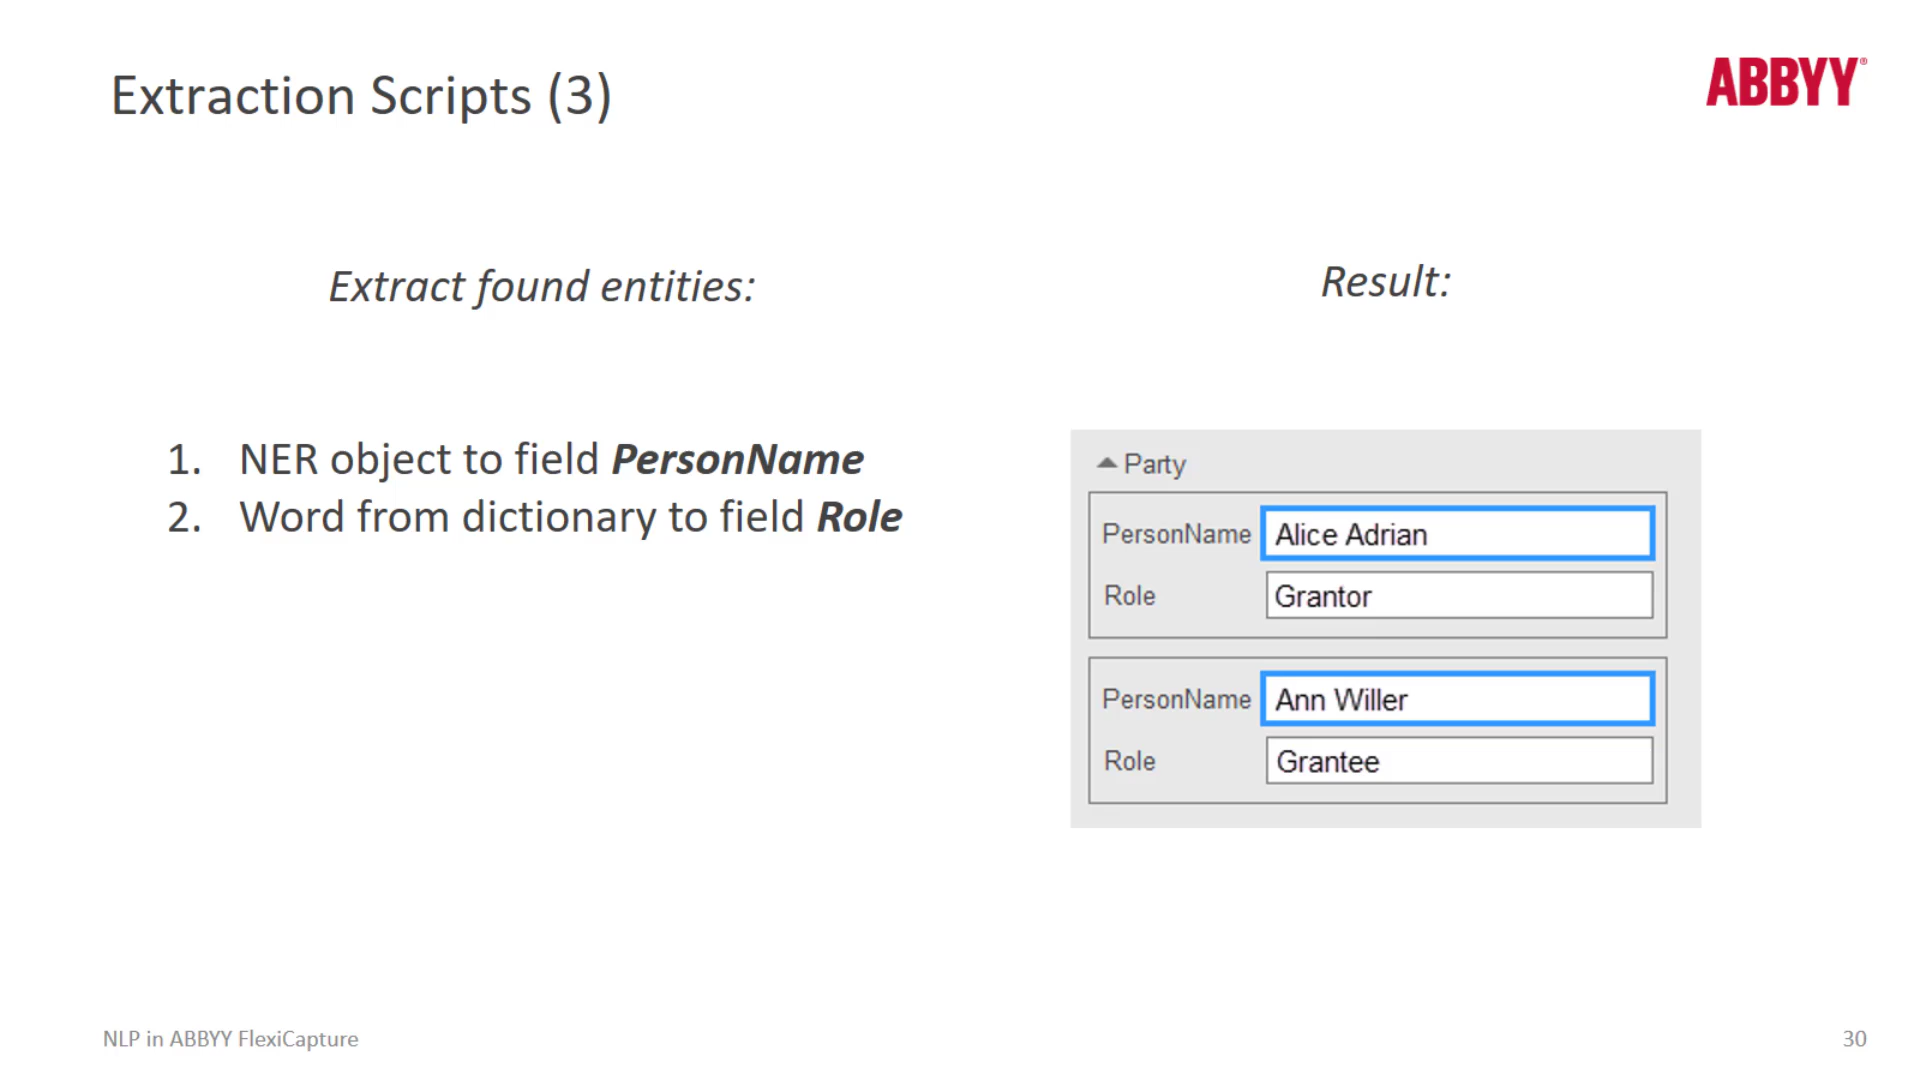 Extraction Scripts (3)
ABBYY®
Extract found entities:
Result:
1. NER object to field PersonName
2. Word from dictionary to field Role
Party
PersonName Alice Adrian
Role Grantor
PersonName Ann Willer
Role Grantee
NLP in ABBYY FlexiCapture
30